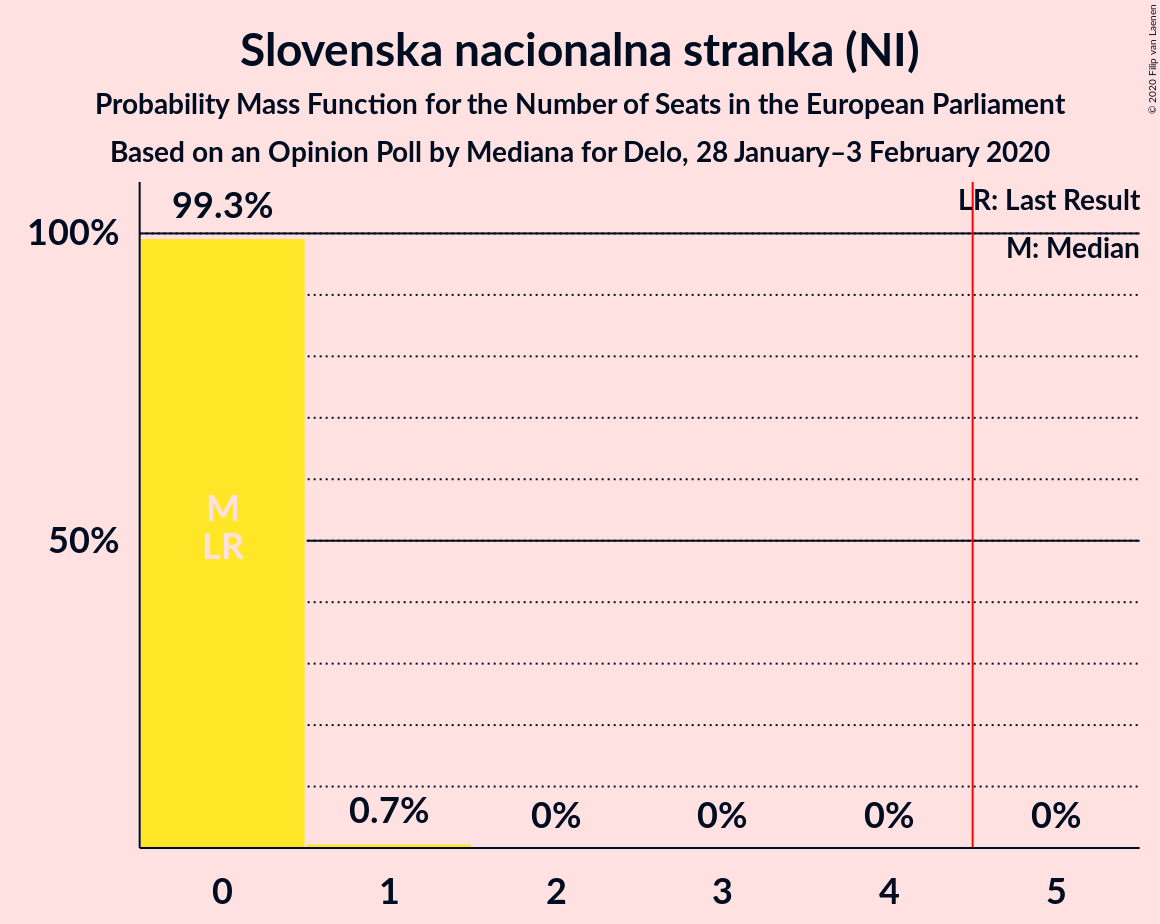 Slovenska nacionalna stranka (NI)
Probability Mass Function for the Number of Seats in the European Parliament
Based on an Opinion Poll by Mediana for Delo, 28 January–3 February 2020
© 2020 Filip van Laenen
LR: Last Result
M: Median
99.3%
100%
M
LR
50%
0.7%
0%
0%
0%
0%
0
1
2
3
4
5